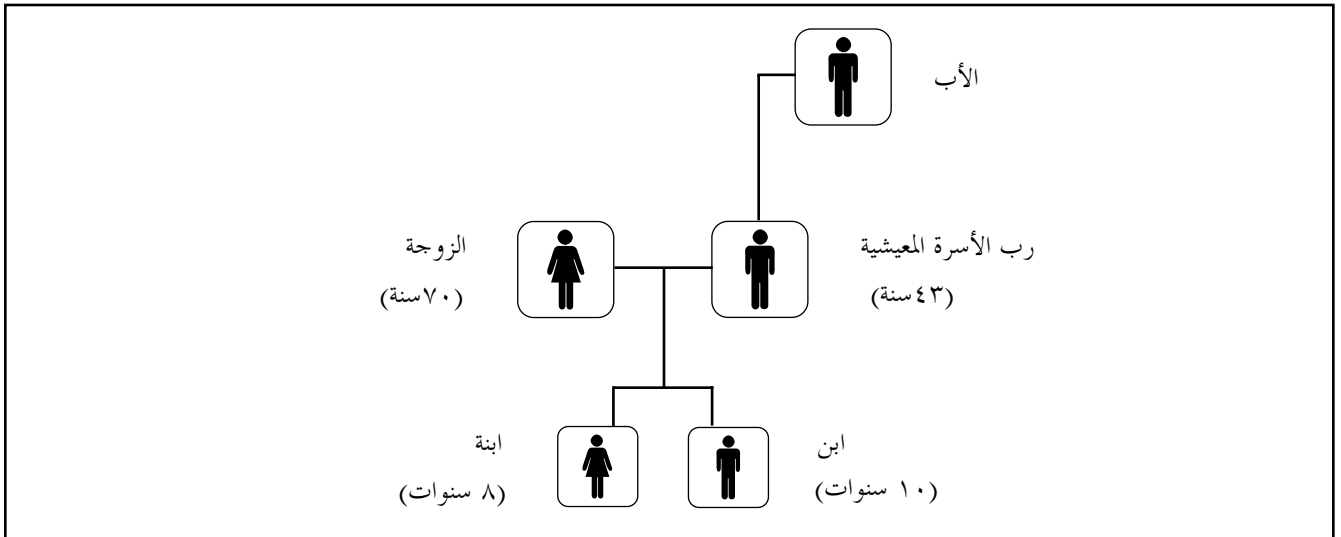 الأب
رب الأسرة المعيشية
(٤٣سنة)
الزوجة
(٧٠سنة)
ابن
(١٠ سنوات)
ابنة
(٨ سنوات)